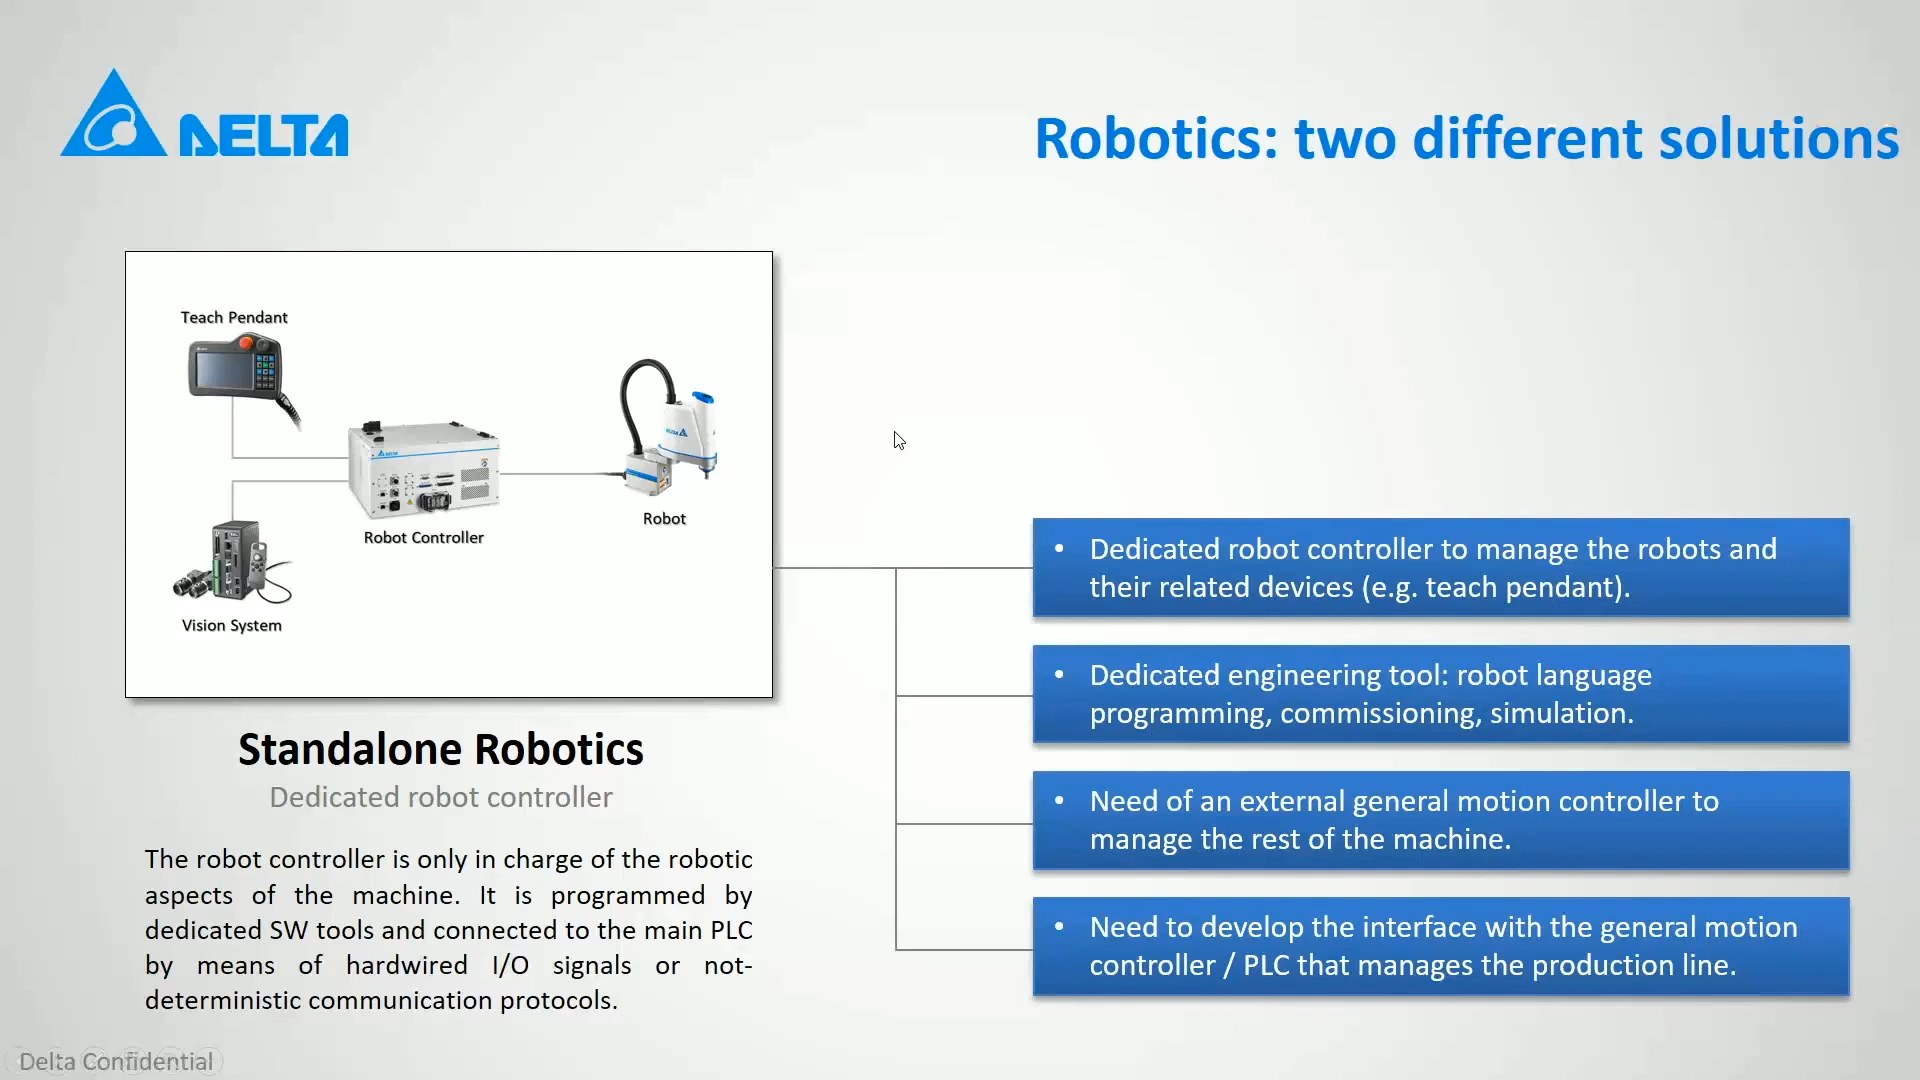 DELTA
Robotics: two different solutions
Teach Pendant
Robot Controller
Robot
Vision System
Standalone Robotics
Dedicated robot controller
The robot controller is only in charge of the robotic
aspects of the machine. It is programmed by
dedicated SW tools and connected to the main PLC
by means of hardwired I/O signals or not-
deterministic communication protocols.
• Dedicated robot controller to manage the robots and
their related devices (e.g. teach pendant).
• Dedicated engineering tool: robot language
programming, commissioning, simulation.
• Need of an external general motion controller to
manage the rest of the machine.
• Need to develop the interface with the general motion
controller / PLC that manages the production line.
Delta Confidential